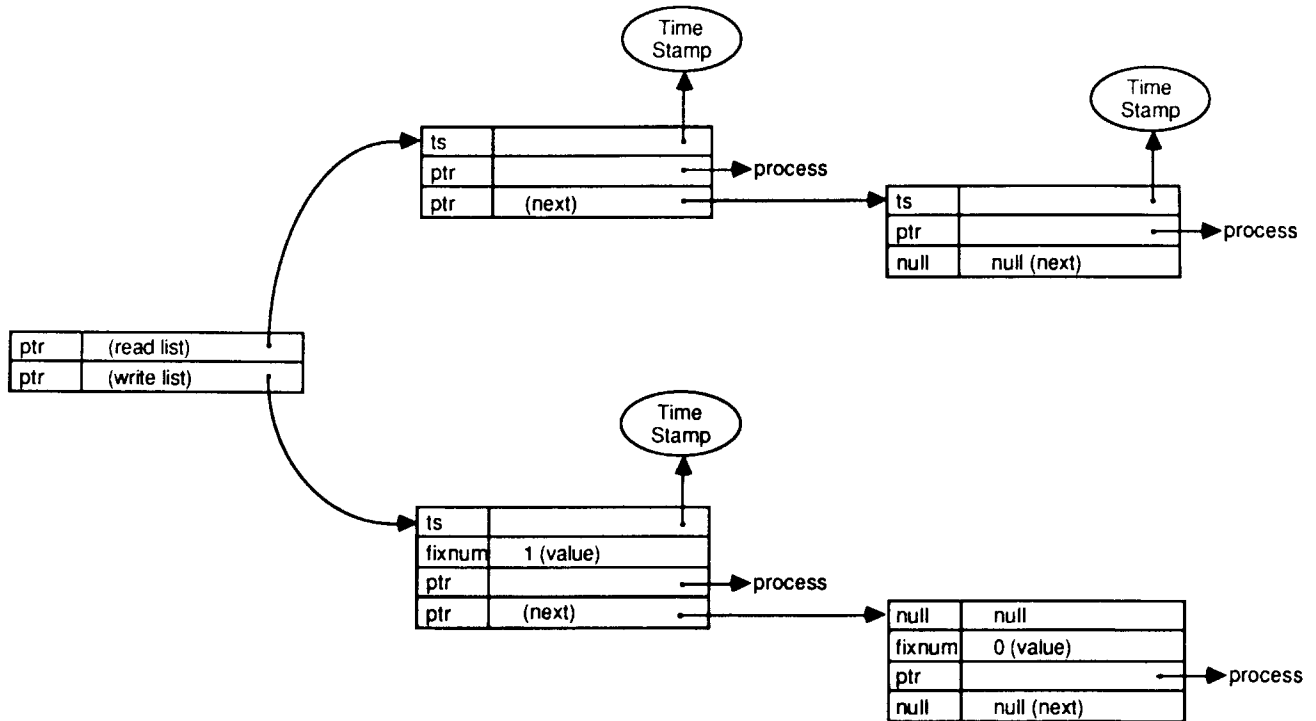 Time
Stamp
Time
Stamp
ts
ptr process
ptr (next)
ts
ptr process
null null (next)
ptr (read list)
ptr (write list)
Time
Stamp
ts
fixnum 1 (value)
ptr process
ptr (next)
null null
fixnum 0 (value)
ptr process
null null (next)